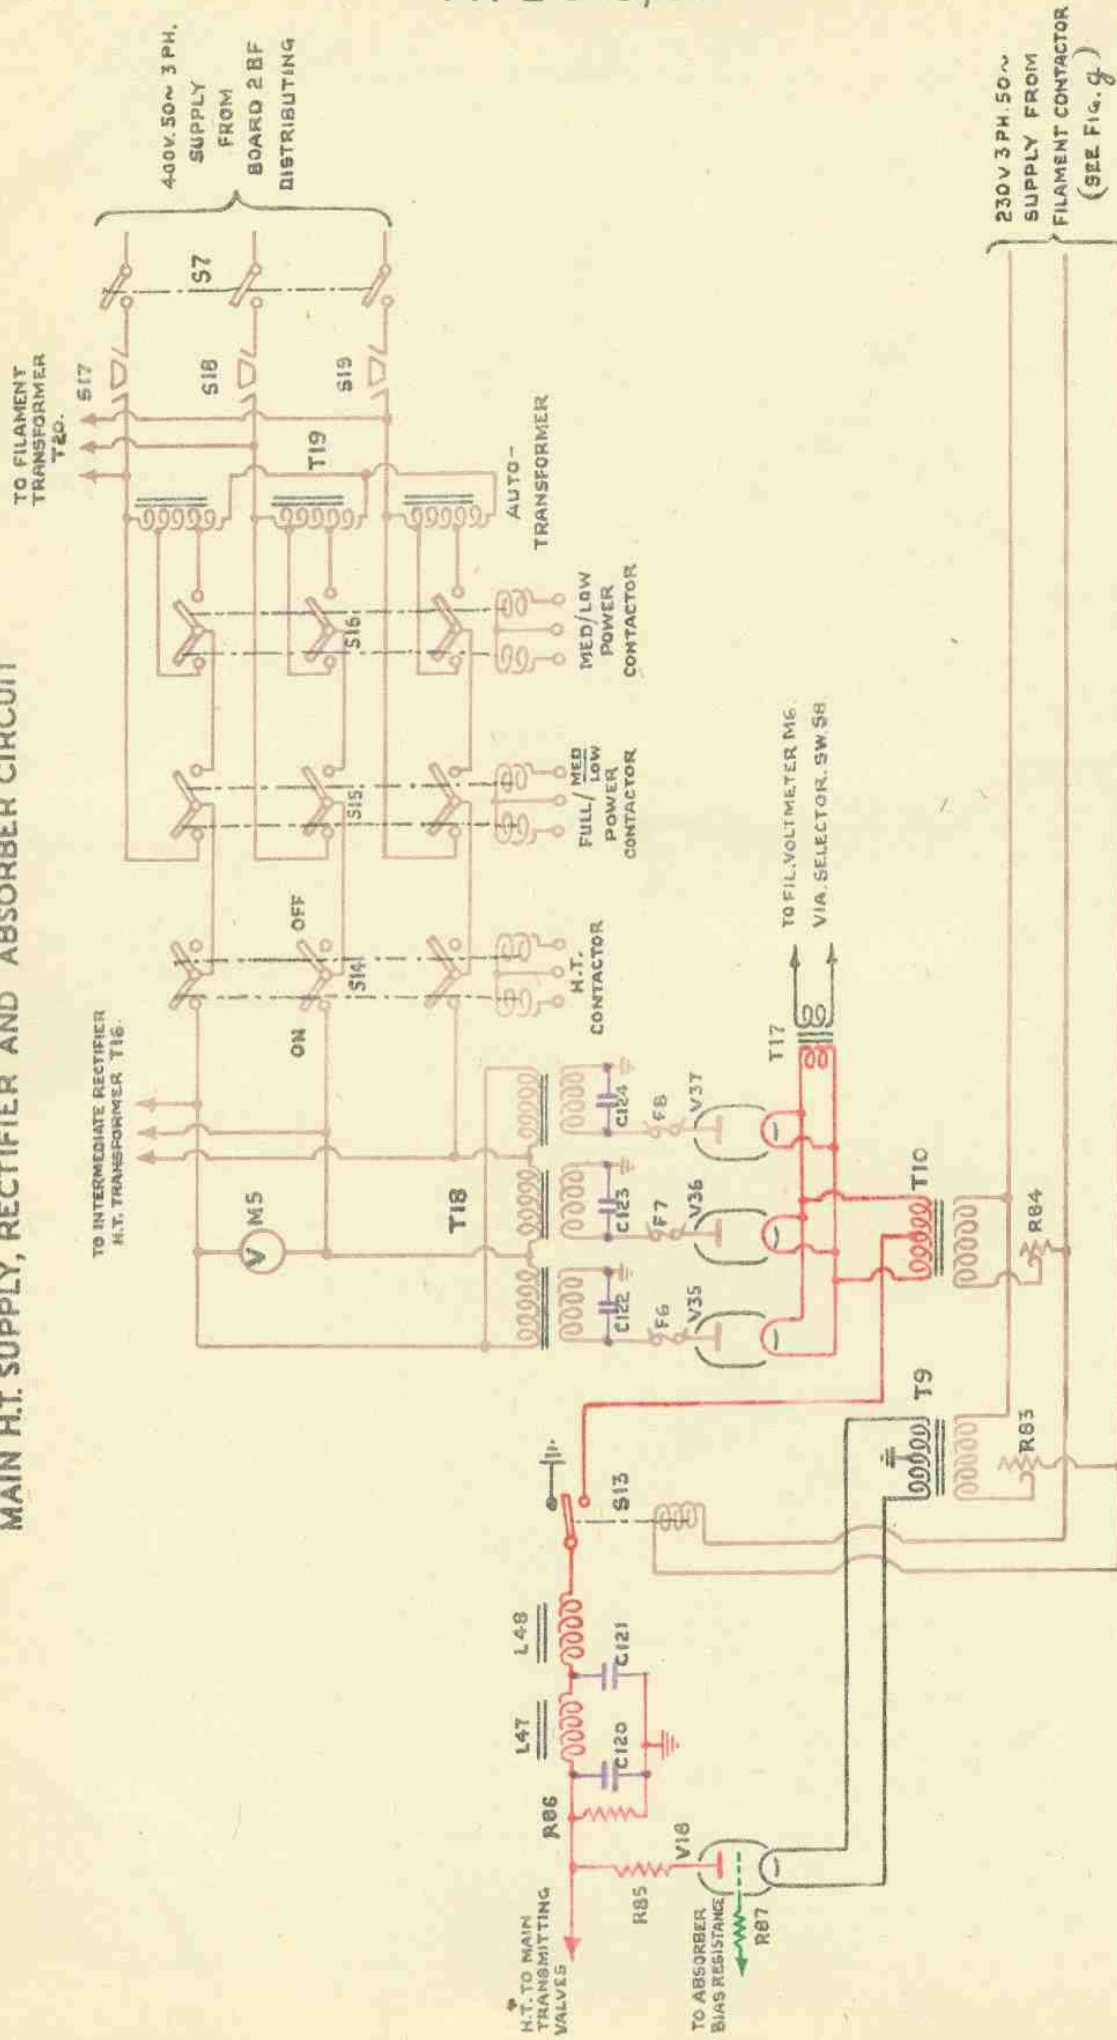 MAIN H.T. SUPPLY, RECTIFIER AND ABSORBER CIRCUIT
TO FILAMENT
TRANSFORMER
T20.
400V. 50~ 3 PH.
SUPPLY
FROM
BOARD 2BF
DISTRIBUTING
S17
S7
S18
S19
T19
AUTO-
TRANSFORMER
S16
MED/LOW
POWER
CONTACTOR
S15
FULL/MED
LOW
POWER
CONTACTOR
TO INTERMEDIATE RECTIFIER
H.T. TRANSFORMER T16.
ON
OFF
S14
H.T.
CONTACTOR
V
M5
T18
C122
C123
C124
F6
F7
F8
V35
V36
V37
T17
TO FIL. VOLTMETER M6.
VIA. SELECTOR. SW. S8
T10
R84
230V 3 PH. 50~
SUPPLY FROM
FILAMENT CONTACTOR
(SEE FIG. g)
T9
R83
S13
L48
L47
C121
C120
R86
R85
V18
R87
H.T. TO MAIN
TRANSMITTING
VALVES
TO ABSORBER
BIAS RESISTANCE